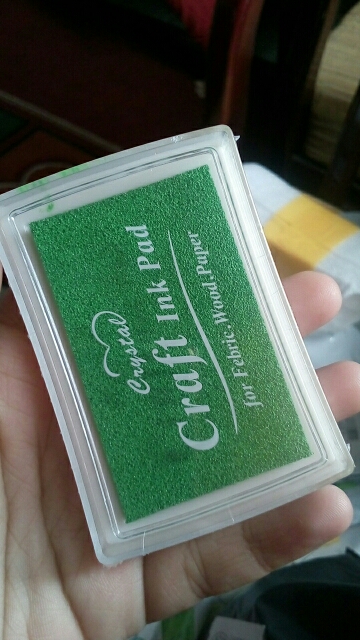 Crystal
Craft Ink Pad
for Fabric-Wood Paper